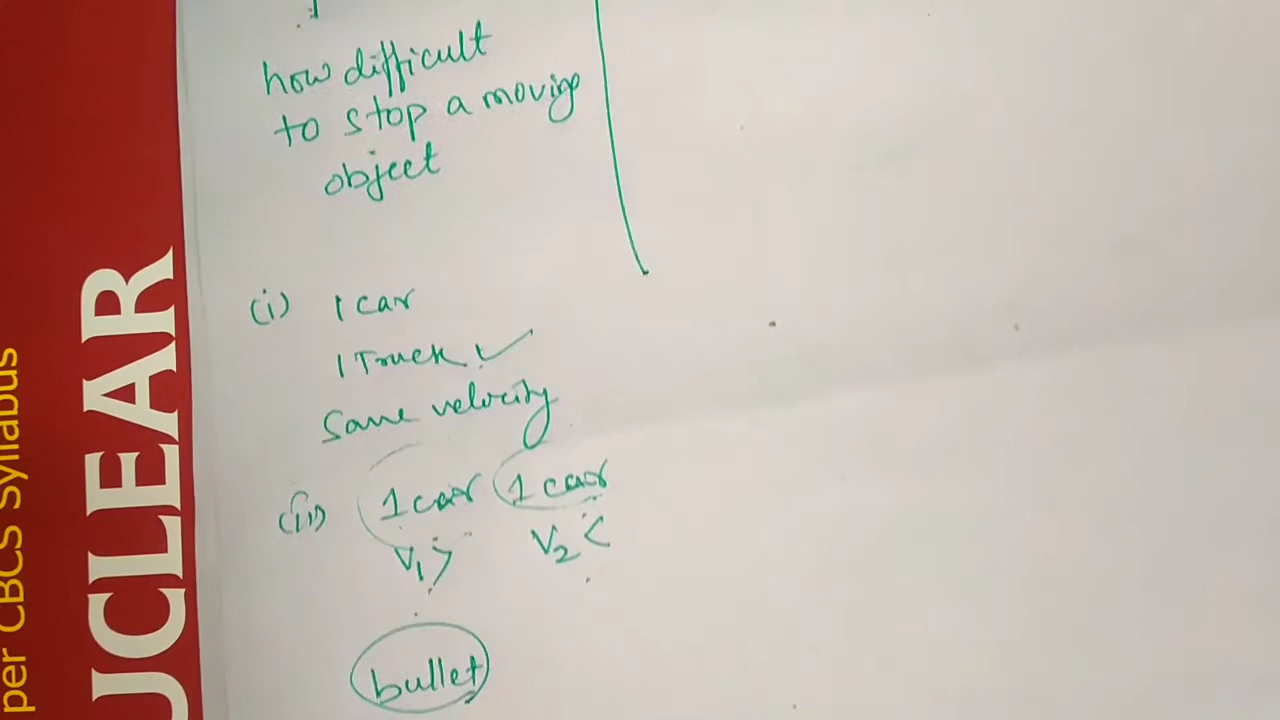 how difficult
to stop a moving
object
(i) 1 car
1 Truck ✓
Same velocity
(ii) 1 car 1 car
V₁ > V₂ <
bullet
UCLEAR
per CBCS Syllabus